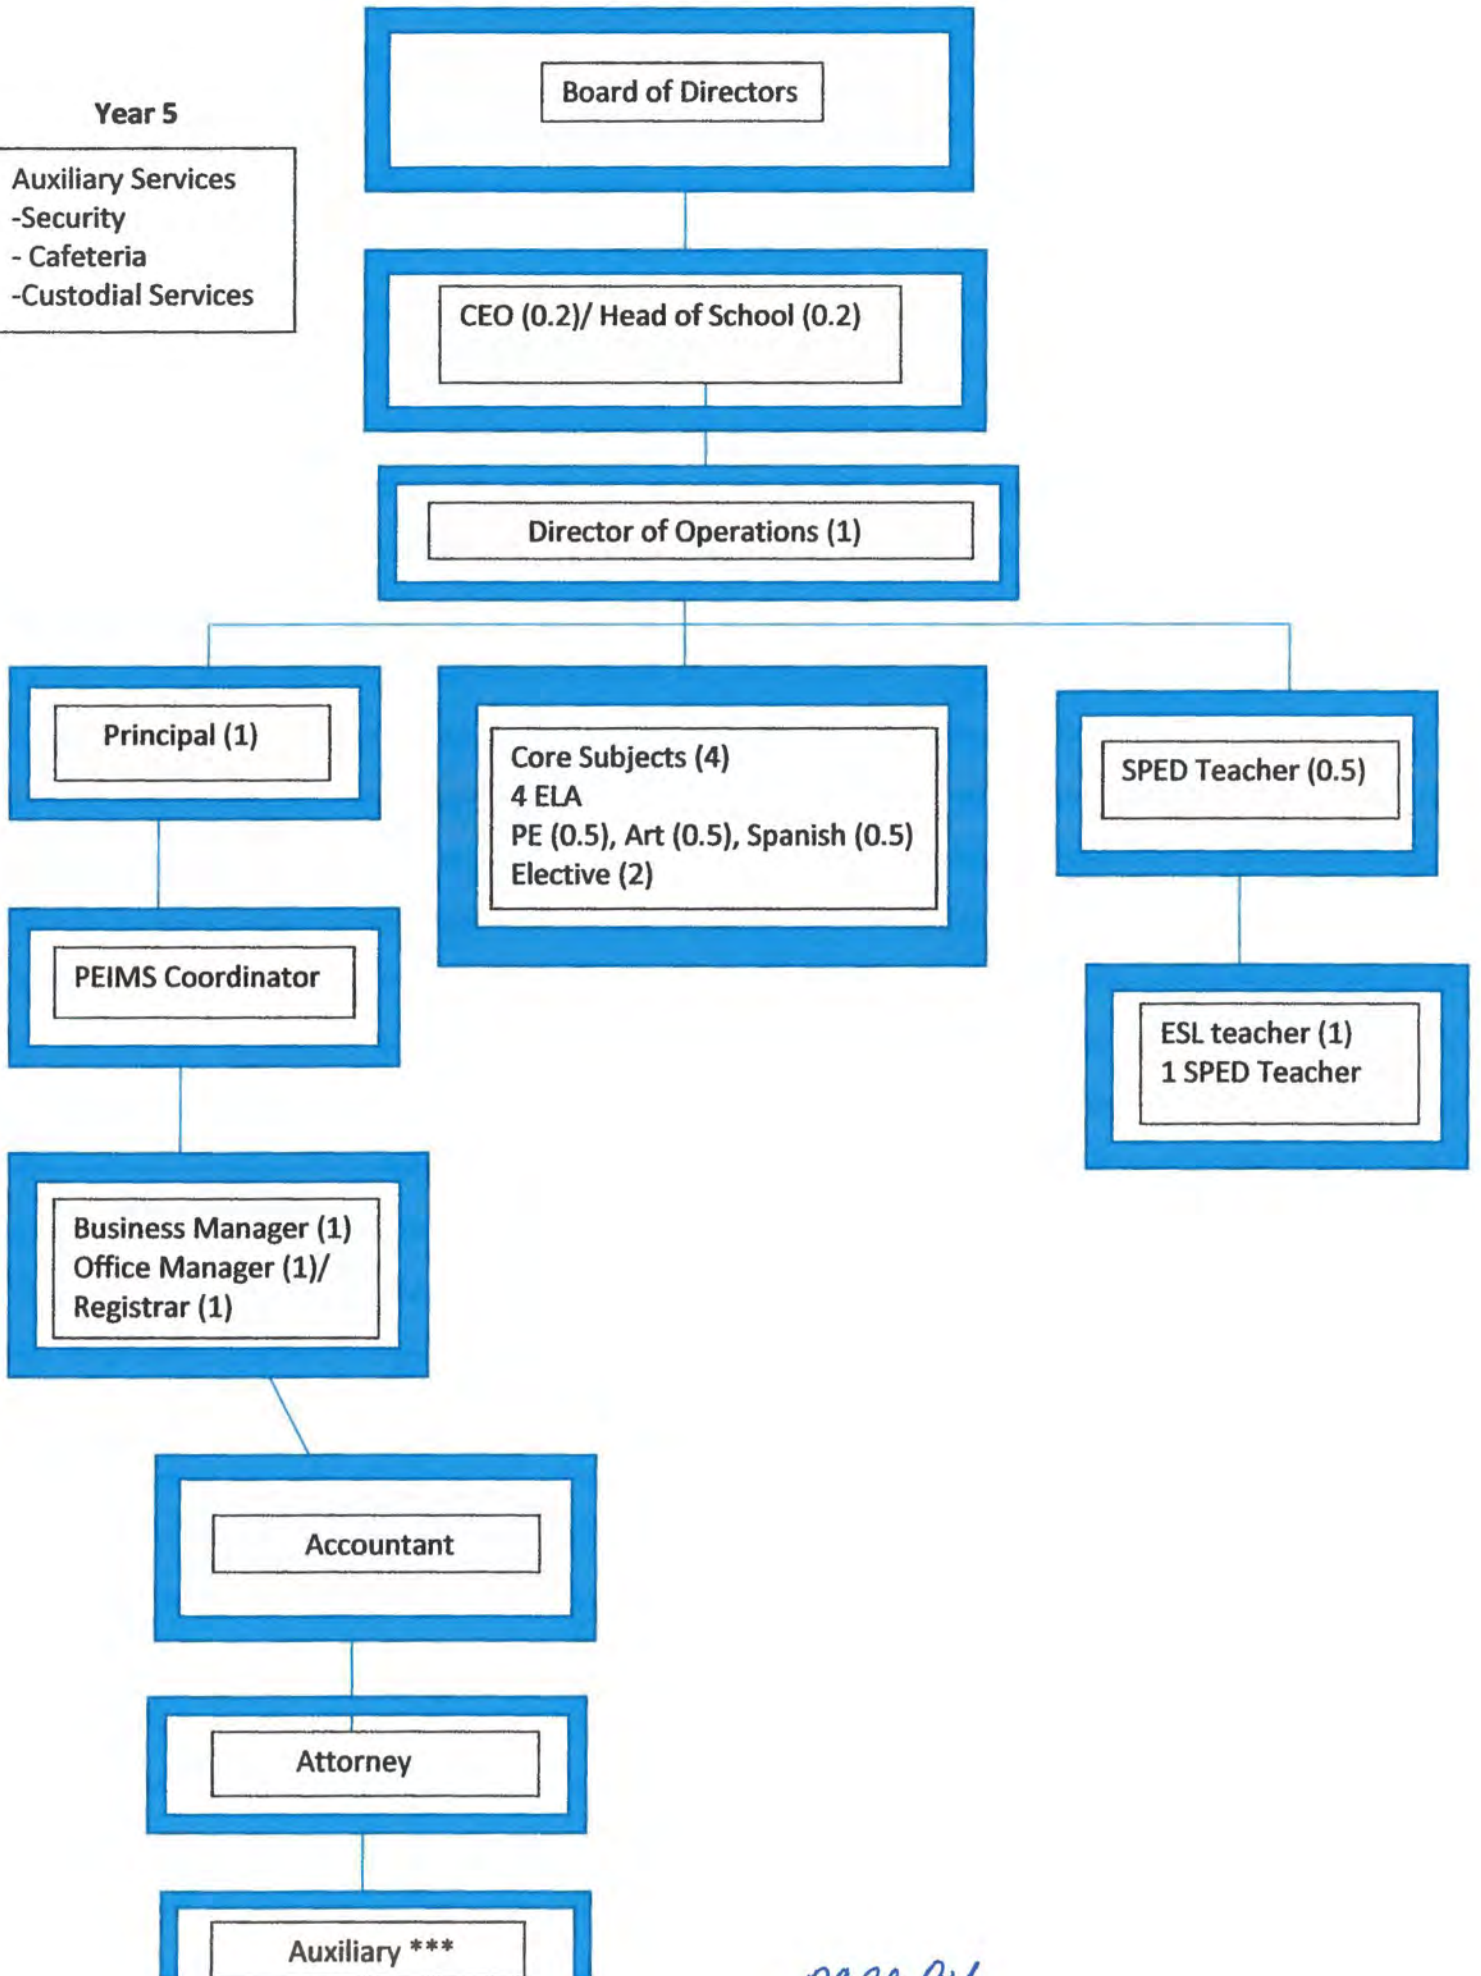 Year 5
Auxiliary Services
-Security
- Cafeteria
-Custodial Services
Board of Directors
CEO (0.2)/ Head of School (0.2)
Director of Operations (1)
Principal (1)
Core Subjects (4)
4 ELA
PE (0.5), Art (0.5), Spanish (0.5)
Elective (2)
SPED Teacher (0.5)
PEIMS Coordinator
ESL teacher (1)
1 SPED Teacher
Business Manager (1)
Office Manager (1)/
Registrar (1)
Accountant
Attorney
Auxiliary ***